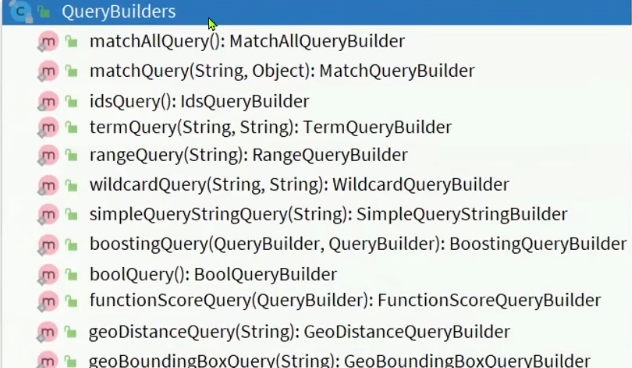 QueryBuilders
matchAllQuery(): MatchAllQueryBuilder
matchQuery(String, Object): MatchQueryBuilder
idsQuery(): IdsQueryBuilder
termQuery(String, String): TermQueryBuilder
rangeQuery(String): RangeQueryBuilder
wildcardQuery(String, String): WildcardQueryBuilder
simpleQueryStringQuery(String): SimpleQueryStringBuilder
boostingQuery(QueryBuilder, QueryBuilder): BoostingQueryBuilder
boolQuery(): BoolQueryBuilder
functionScoreQuery(QueryBuilder): FunctionScoreQueryBuilder
geoDistanceQuery(String): GeoDistanceQueryBuilder
geoBoundingBoxQuery(String): GeoBoundingBoxQueryBuilder